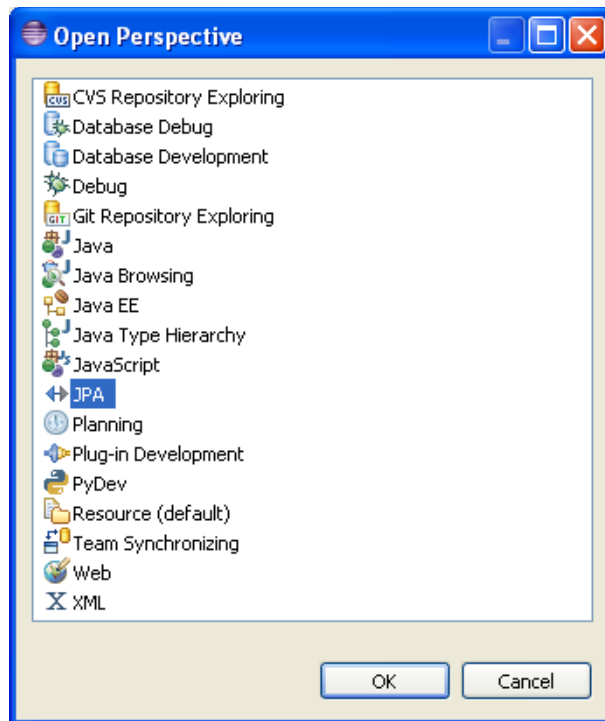 Open Perspective
CVS Repository Exploring
Database Debug
Database Development
Debug
Git Repository Exploring
Java
Java Browsing
Java EE
Java Type Hierarchy
JavaScript
JPA
Planning
Plug-in Development
PyDev
Resource (default)
Team Synchronizing
Web
XML
OK Cancel